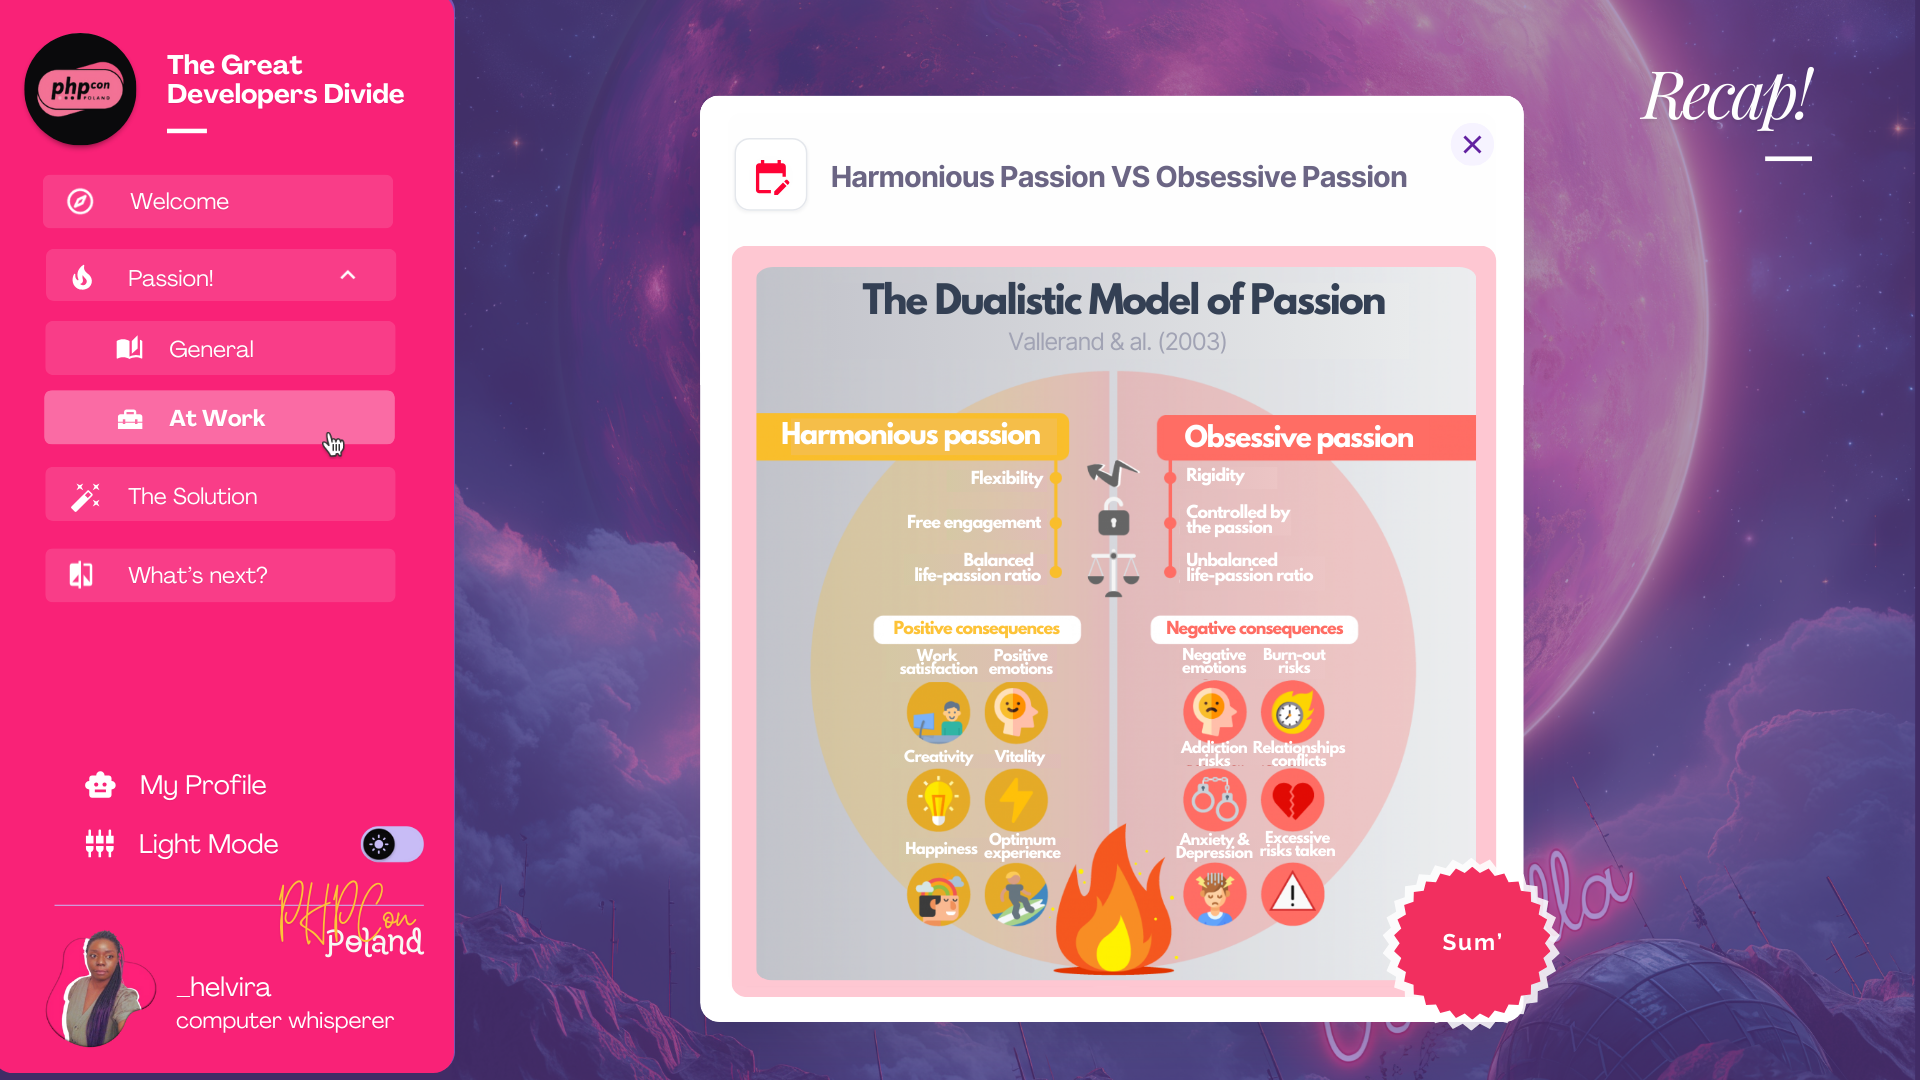 phpcon
POLAND
The Great
Developers Divide
Welcome
Passion!
General
At Work
The Solution
What's next?
My Profile
Light Mode
PHPCon
Poland
_helvira
computer whisperer
Recap!
Harmonious Passion VS Obsessive Passion
The Dualistic Model of Passion
Vallerand & al. (2003)
Harmonious passion
Flexibility
Free engagement
Balanced
life-passion ratio
Positive consequences
Work
satisfaction
Positive
emotions
Creativity
Vitality
Happiness
Optimum
experience
Obsessive passion
Rigidity
Controlled by
the passion
Unbalanced
life-passion ratio
Negative consequences
Negative
emotions
Burn-out
risks
Addiction
risks
Relationships
conflicts
Anxiety &
Depression
Excessive
risks taken
Sum'